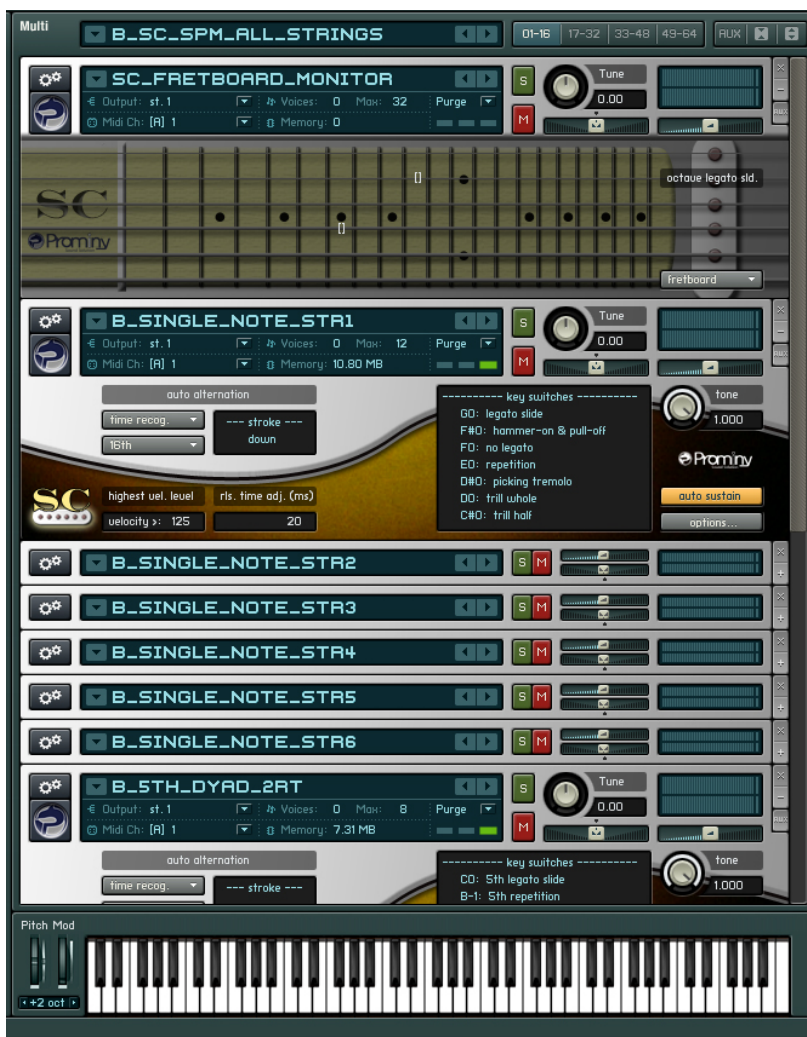 Multi
B_SC_SPM_ALL_STRINGS
01-16 17-32 33-48 49-64 AUX
SC_FRETBOARD_MONITOR
Output: st.1 Voices: 0 Max: 32 Purge
Midi Ch: [A] 1 Memory: 0
S
M
Tune
0.00
AUX
SC
Prominy
[]
[]
octave legato sld.
fretboard
B_SINGLE_NOTE_STR1
Output: st.1 Voices: 0 Max: 12 Purge
Midi Ch: [A] 1 Memory: 10.80 MB
S
M
Tune
0.00
AUX
auto alternation
time recog.
16th
--- stroke ---
down
---------- key switches ----------
G0: legato slide
F#0: hammer-on & pull-off
F0: no legato
E0: repetition
D#0: picking tremolo
D0: trill whole
C#0: trill half
tone
1.000
Prominy
SC
highest vel. level
velocity >: 125
rls. time adj. (ms)
20
auto sustain
options...
B_SINGLE_NOTE_STR2
S M
B_SINGLE_NOTE_STR3
S M
B_SINGLE_NOTE_STR4
S M
B_SINGLE_NOTE_STR5
S M
B_SINGLE_NOTE_STR6
S M
B_5TH_DYAD_2RT
Output: st.1 Voices: 0 Max: 8 Purge
Midi Ch: [A] 1 Memory: 7.31 MB
S
M
Tune
0.00
AUX
auto alternation
time recog.
--- stroke ---
---------- key switches ----------
C0: 5th legato slide
B-1: 5th repetition
tone
1.000
Pitch Mod
+2 oct